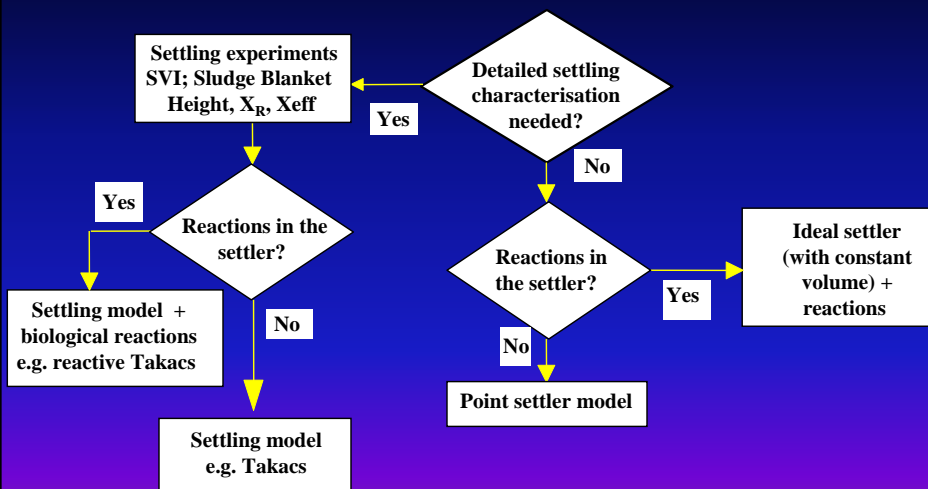 Settling experiments
SVI; Sludge Blanket
Height, X_R, Xeff
Detailed settling
characterisation
needed?
Yes
No
Yes
Reactions in the
settler?
Reactions in
the settler?
Ideal settler
(with constant
volume) +
reactions
Yes
Settling model +
biological reactions
e.g. reactive Takacs
No
No
Point settler model
Settling model
e.g. Takacs